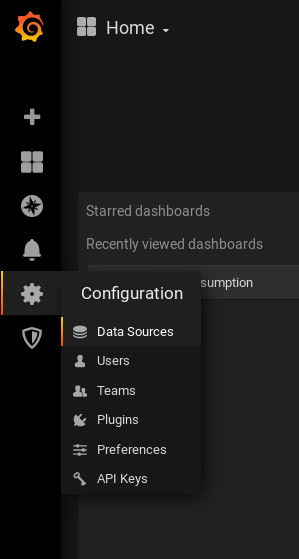 Home
Starred dashboards
Recently viewed dashboards
sumption
Configuration
Data Sources
Users
Teams
Plugins
Preferences
API Keys